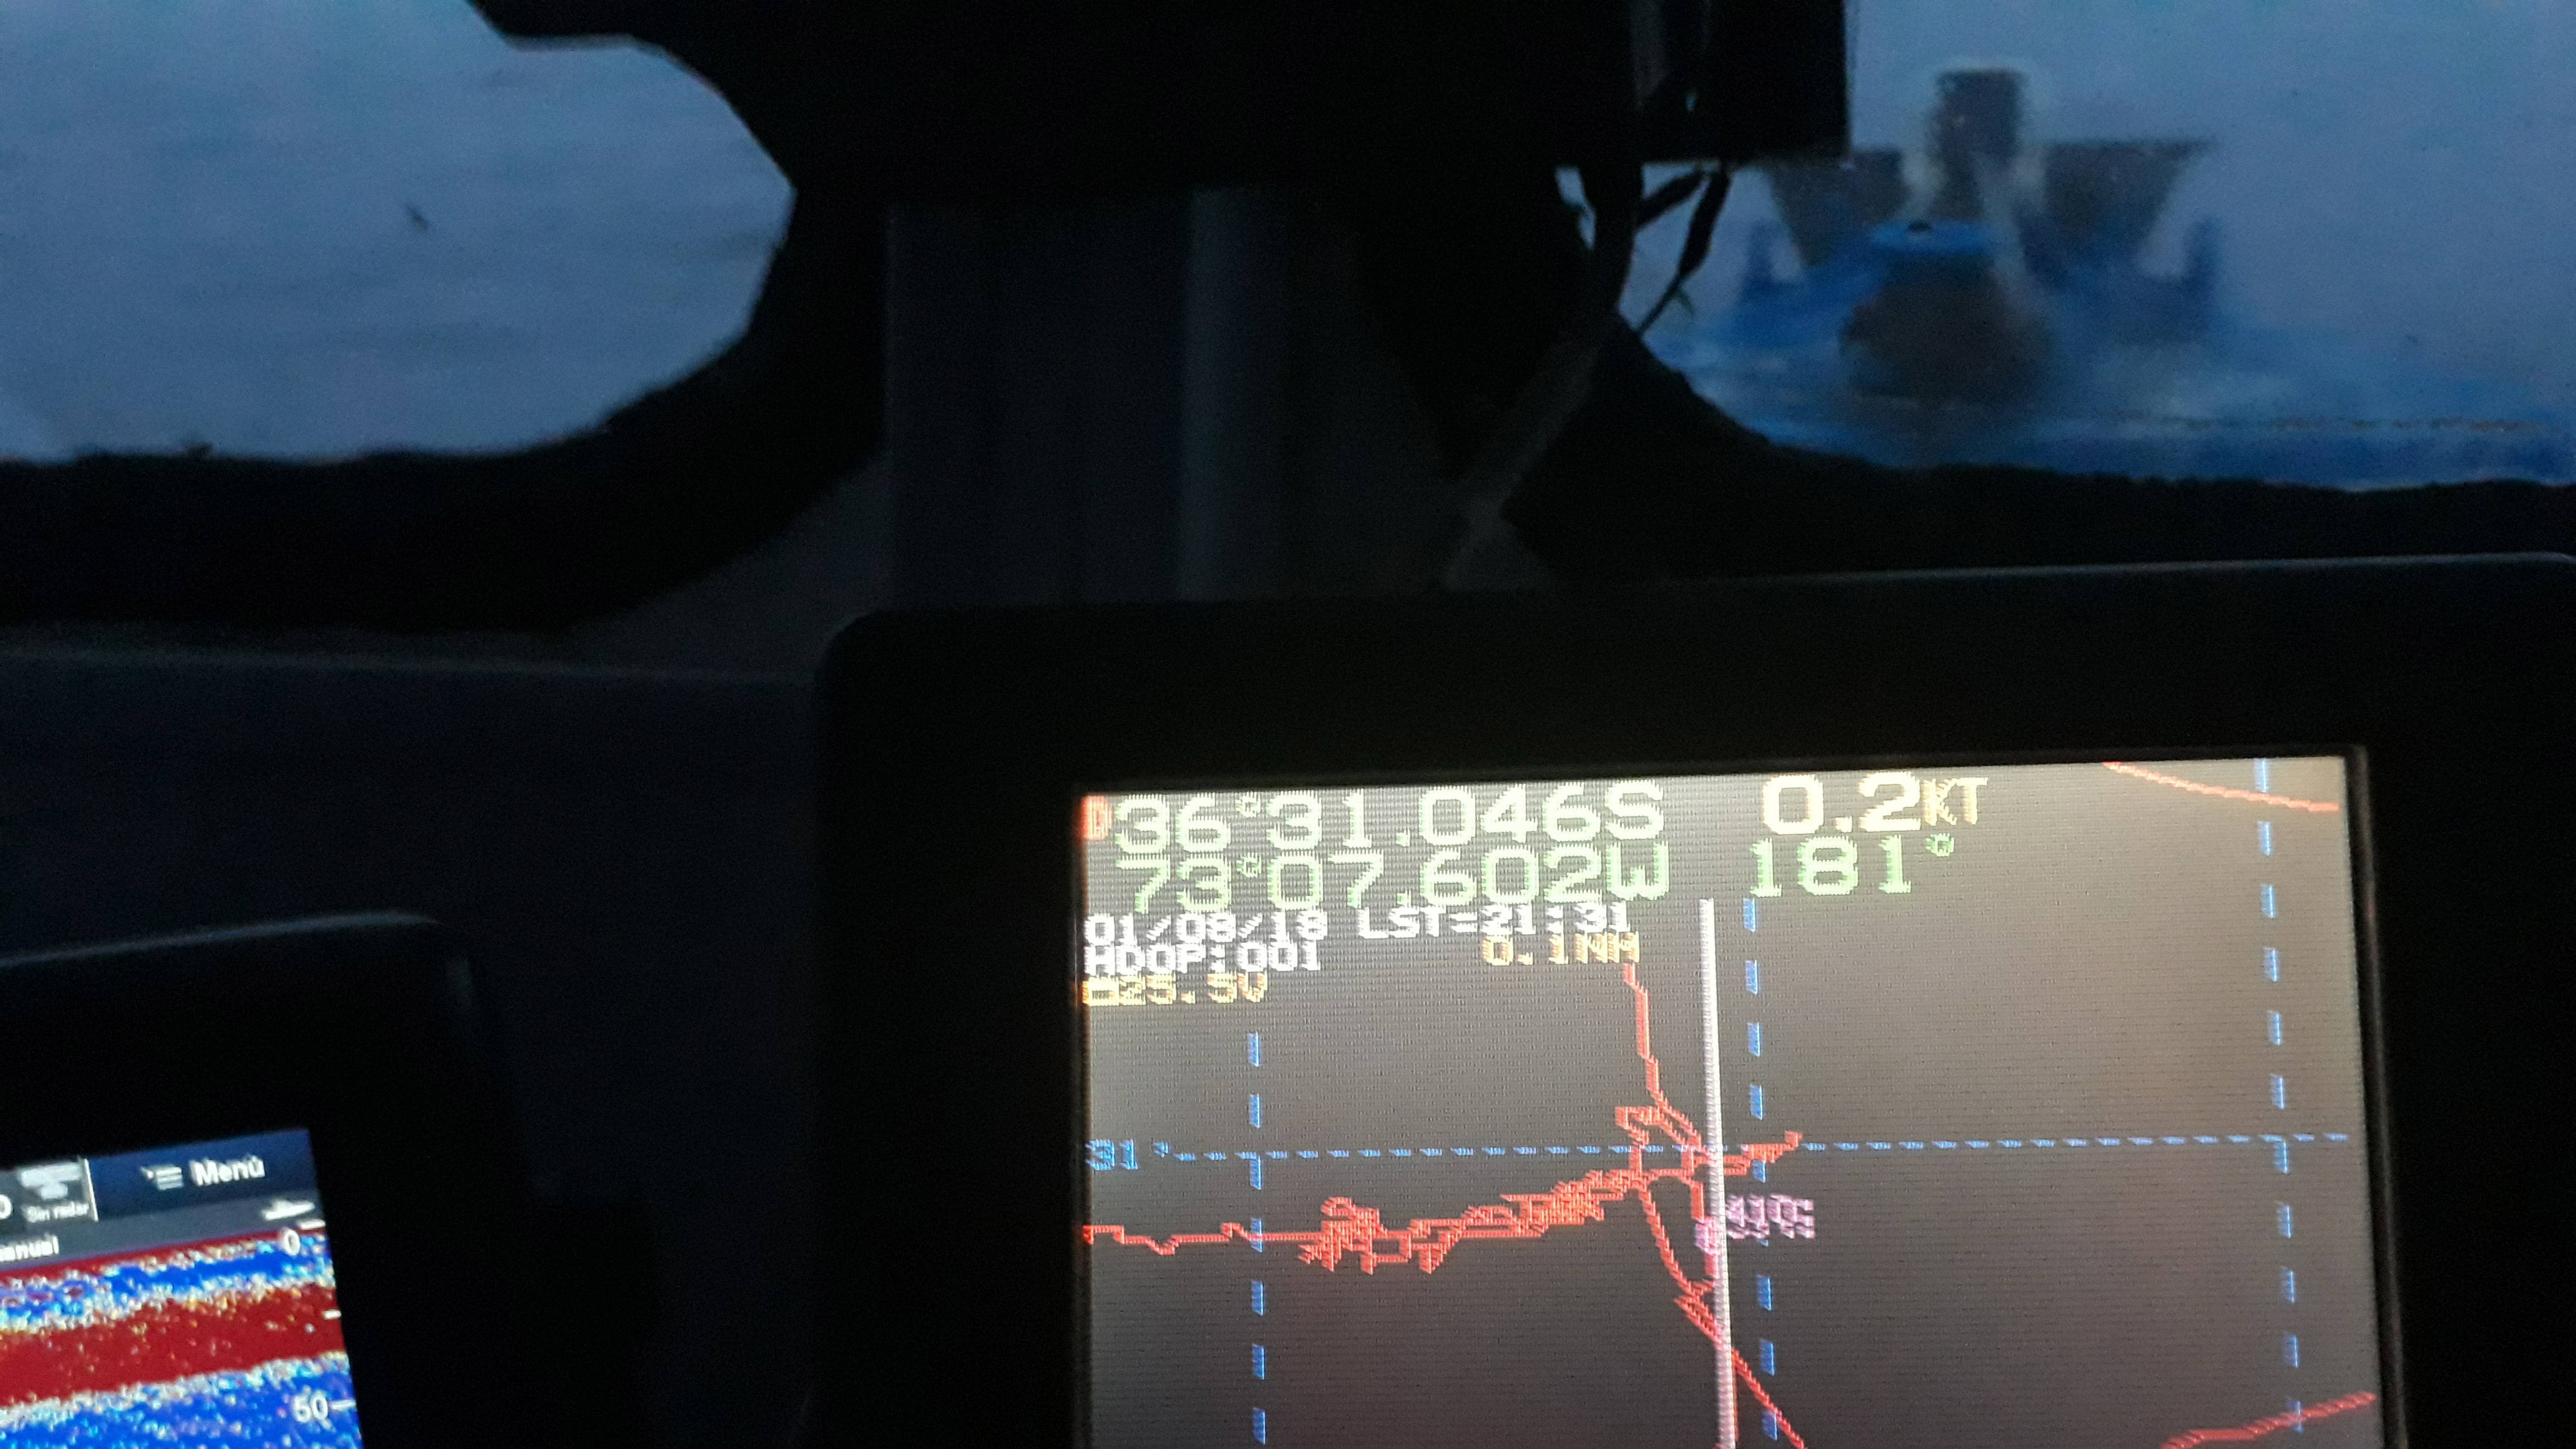 D 36°31.046S 0.2KT
73°07.602W 181°
01/08/18 LST=21:31
HDOP:001 0.1NM
25.5V
31
Menú
Sin radar
0
50